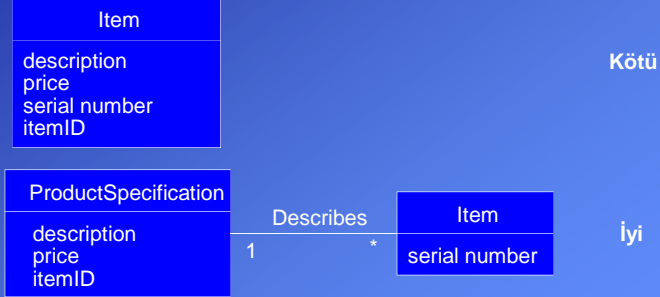 Item
description
price
serial number
itemID
Kötü
ProductSpecification
description
price
itemID
Describes
1
*
Item
serial number
İyi